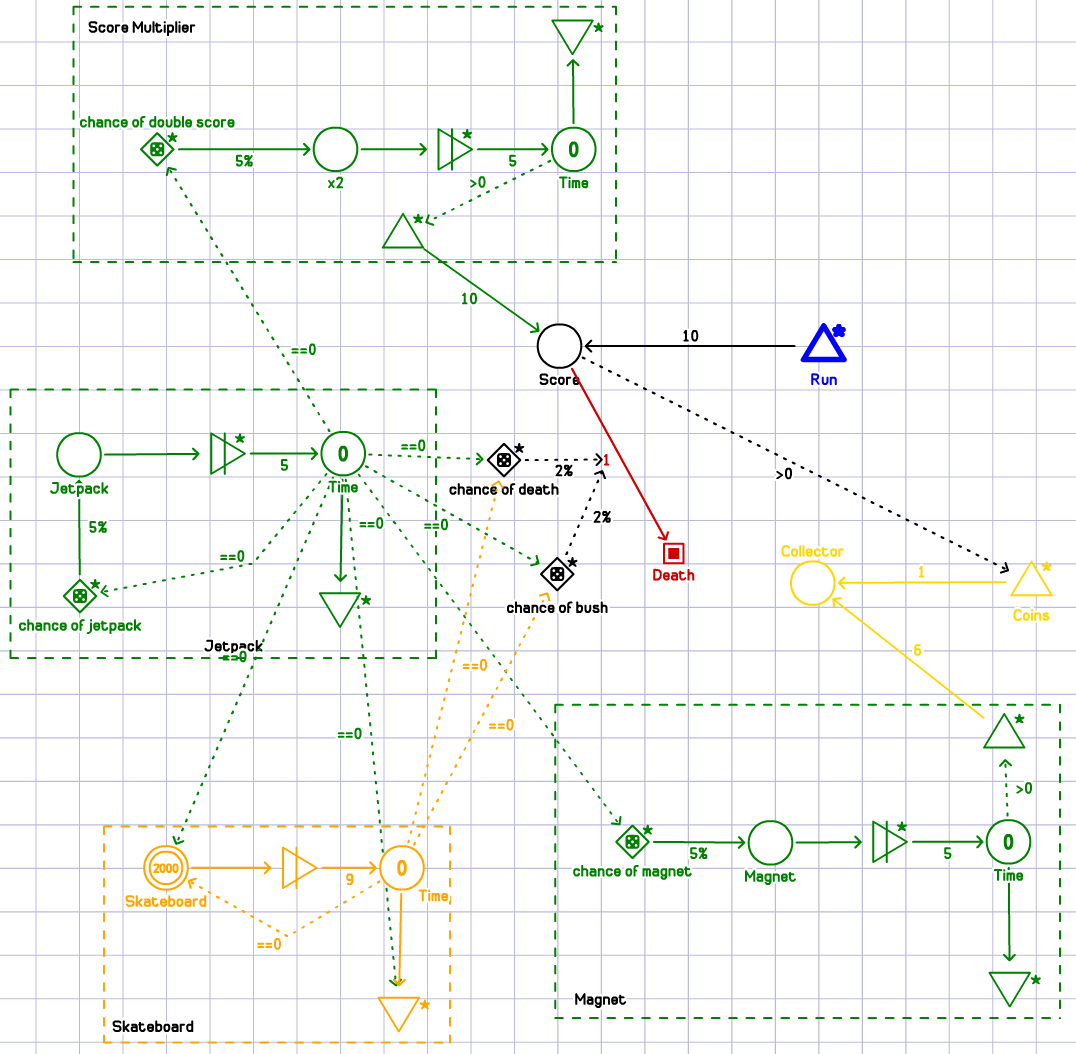 Score Multiplier
*
chance of double score
*
5%
x2
*
5
0
Time
>0
*
10
==0
10
*
Score
Run
>0
Jetpack
*
5
0
Time
==0
*
2%
1
chance of death
5%
==0
==0
2%
==0
*
chance of bush
Death
*
chance of jetpack
*
Jetpack
==0
Collector
1
*
Coins
6
==0
==0
==0
*
>0
*
chance of magnet
5%
Magnet
*
5
0
Time
*
Magnet
2000
Skateboard
9
0
Time
==0
*
Skateboard